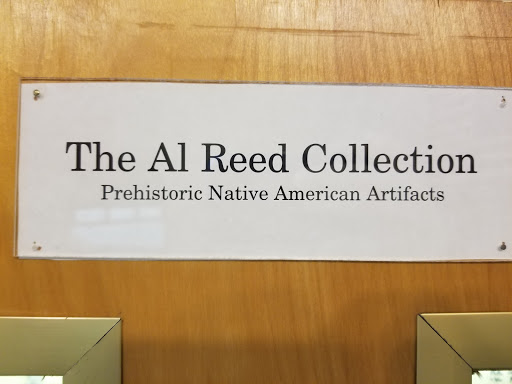 The Al Reed Collection
Prehistoric Native American Artifacts